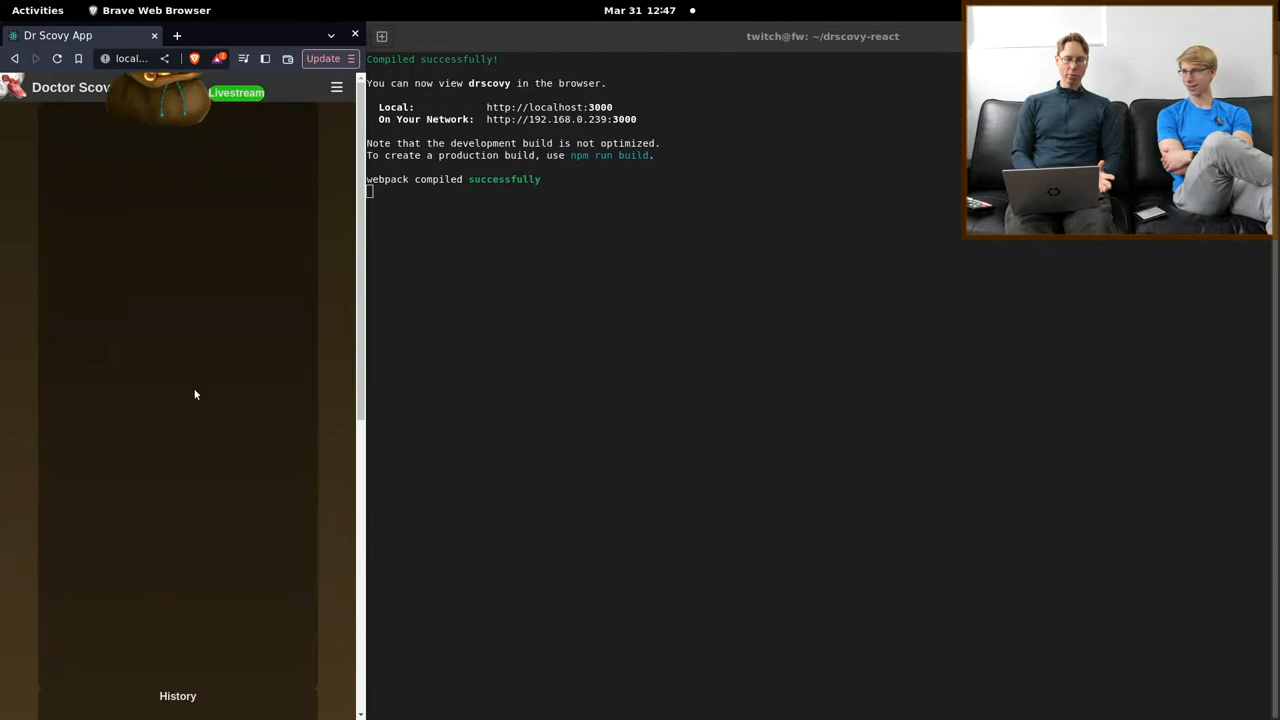 Activities
Brave Web Browser
Mar 31 12:47
Dr Scovy App
twitch@fw: ~/drscovy-react
local...
Update
Doctor Scov
Livestream
Compiled successfully!
You can now view drscovy in the browser.
Local: http://localhost:3000
On Your Network: http://192.168.0.239:3000
Note that the development build is not optimized.
To create a production build, use npm run build.
webpack compiled successfully
History